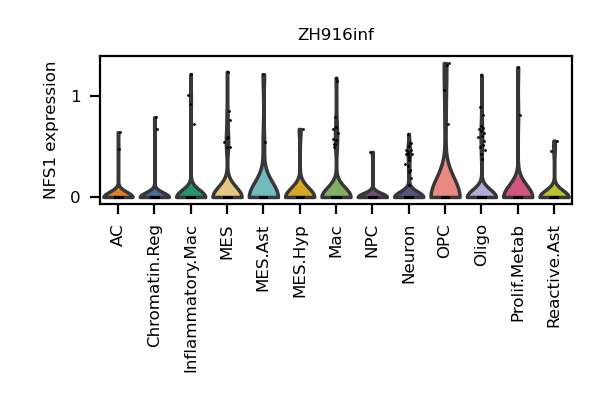 ZH916inf
NFS1 expression
1
0
AC
Chromatin.Reg
Inflammatory.Mac
MES
MES.Ast
MES.Hyp
Mac
NPC
Neuron
OPC
Oligo
Prolif.Metab
Reactive.Ast